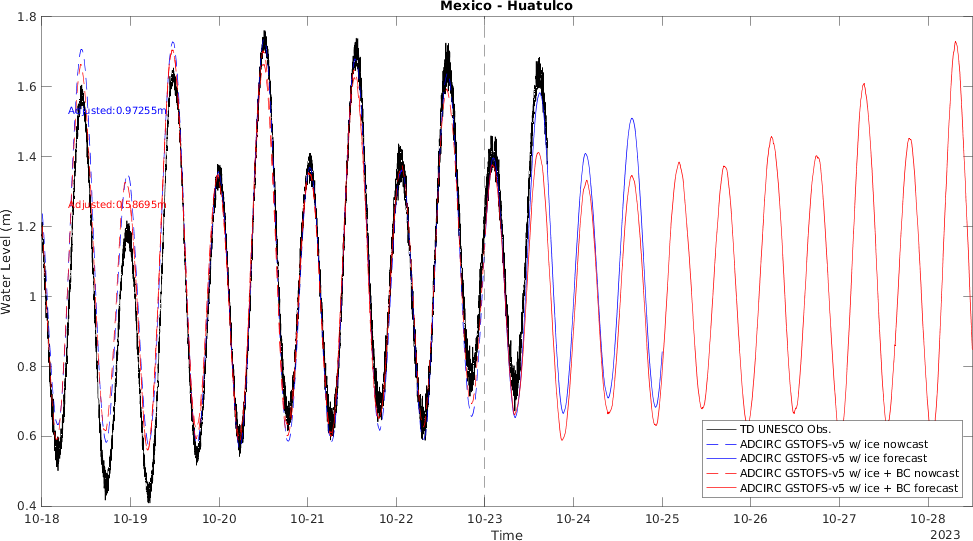 Mexico - Huatulco
Water Level (m)
1.8
1.6
1.4
1.2
1
0.8
0.6
0.4
Adjusted:0.97255m
Adjusted:0.58695m
TD UNESCO Obs.
ADCIRC GSTOFS-v5 w/ ice nowcast
ADCIRC GSTOFS-v5 w/ ice forecast
ADCIRC GSTOFS-v5 w/ ice + BC nowcast
ADCIRC GSTOFS-v5 w/ ice + BC forecast
10-18 10-19 10-20 10-21 10-22 10-23 10-24 10-25 10-26 10-27 10-28
2023
Time